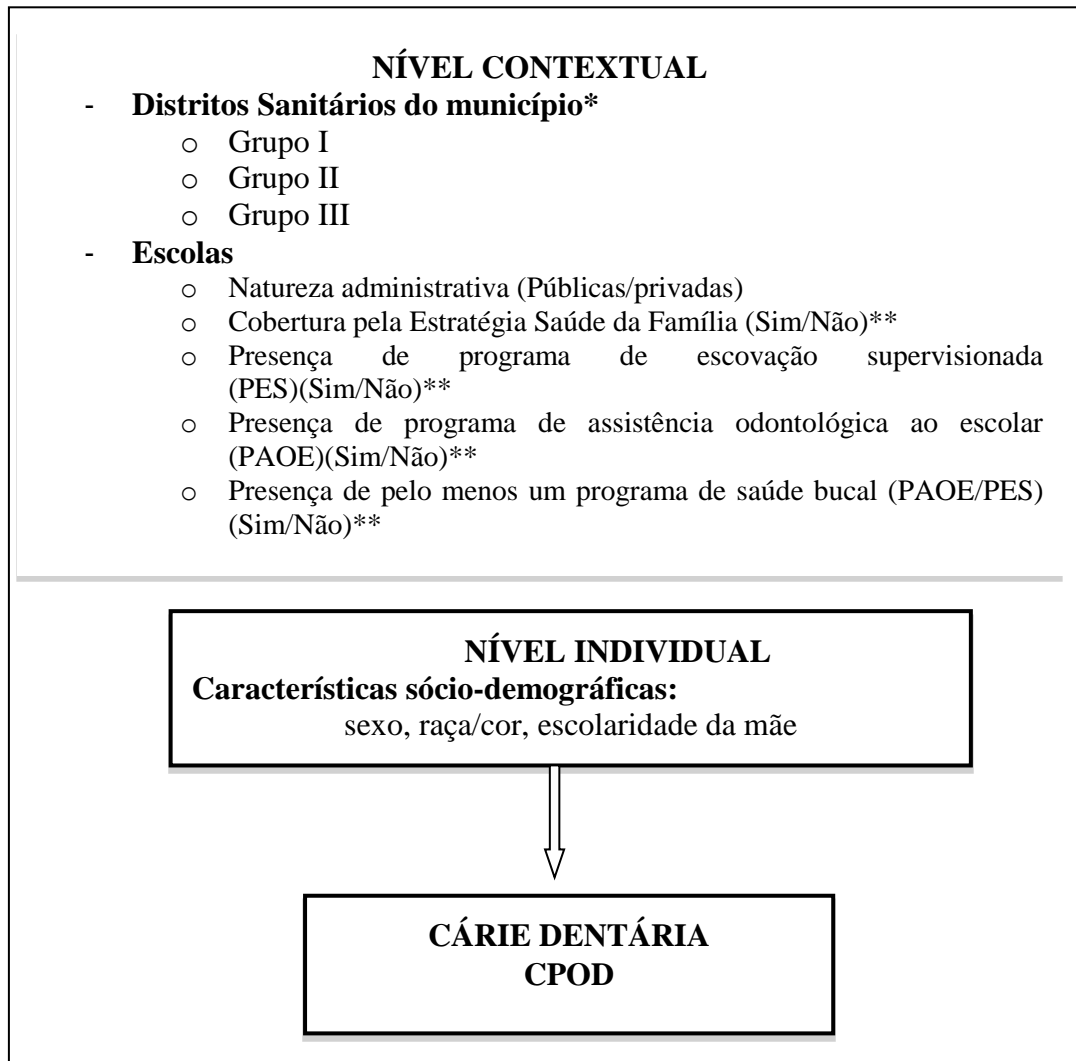 NÍVEL CONTEXTUAL
- Distritos Sanitários do município*
o Grupo I
o Grupo II
o Grupo III
- Escolas
o Natureza administrativa (Públicas/privadas)
o Cobertura pela Estratégia Saúde da Família (Sim/Não)**
o Presença de programa de escovação supervisionada
(PES)(Sim/Não)**
o Presença de programa de assistência odontológica ao escolar
(PAOE)(Sim/Não)**
o Presença de pelo menos um programa de saúde bucal (PAOE/PES)
(Sim/Não)**
NÍVEL INDIVIDUAL
Características sócio-demográficas:
sexo, raça/cor, escolaridade da mãe
CÁRIE DENTÁRIA
CPOD